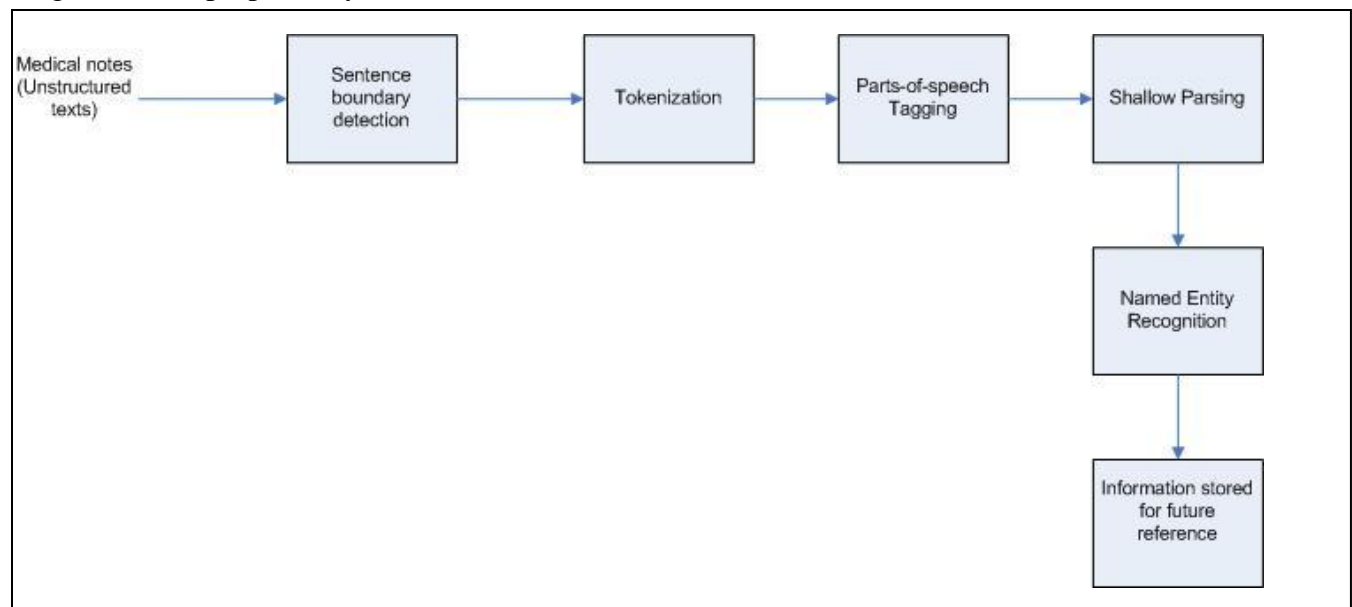 Medical notes
(Unstructured
texts)
Sentence
boundary
detection
Tokenization
Parts-of-speech
Tagging
Shallow Parsing
Named Entity
Recognition
Information stored
for future
reference